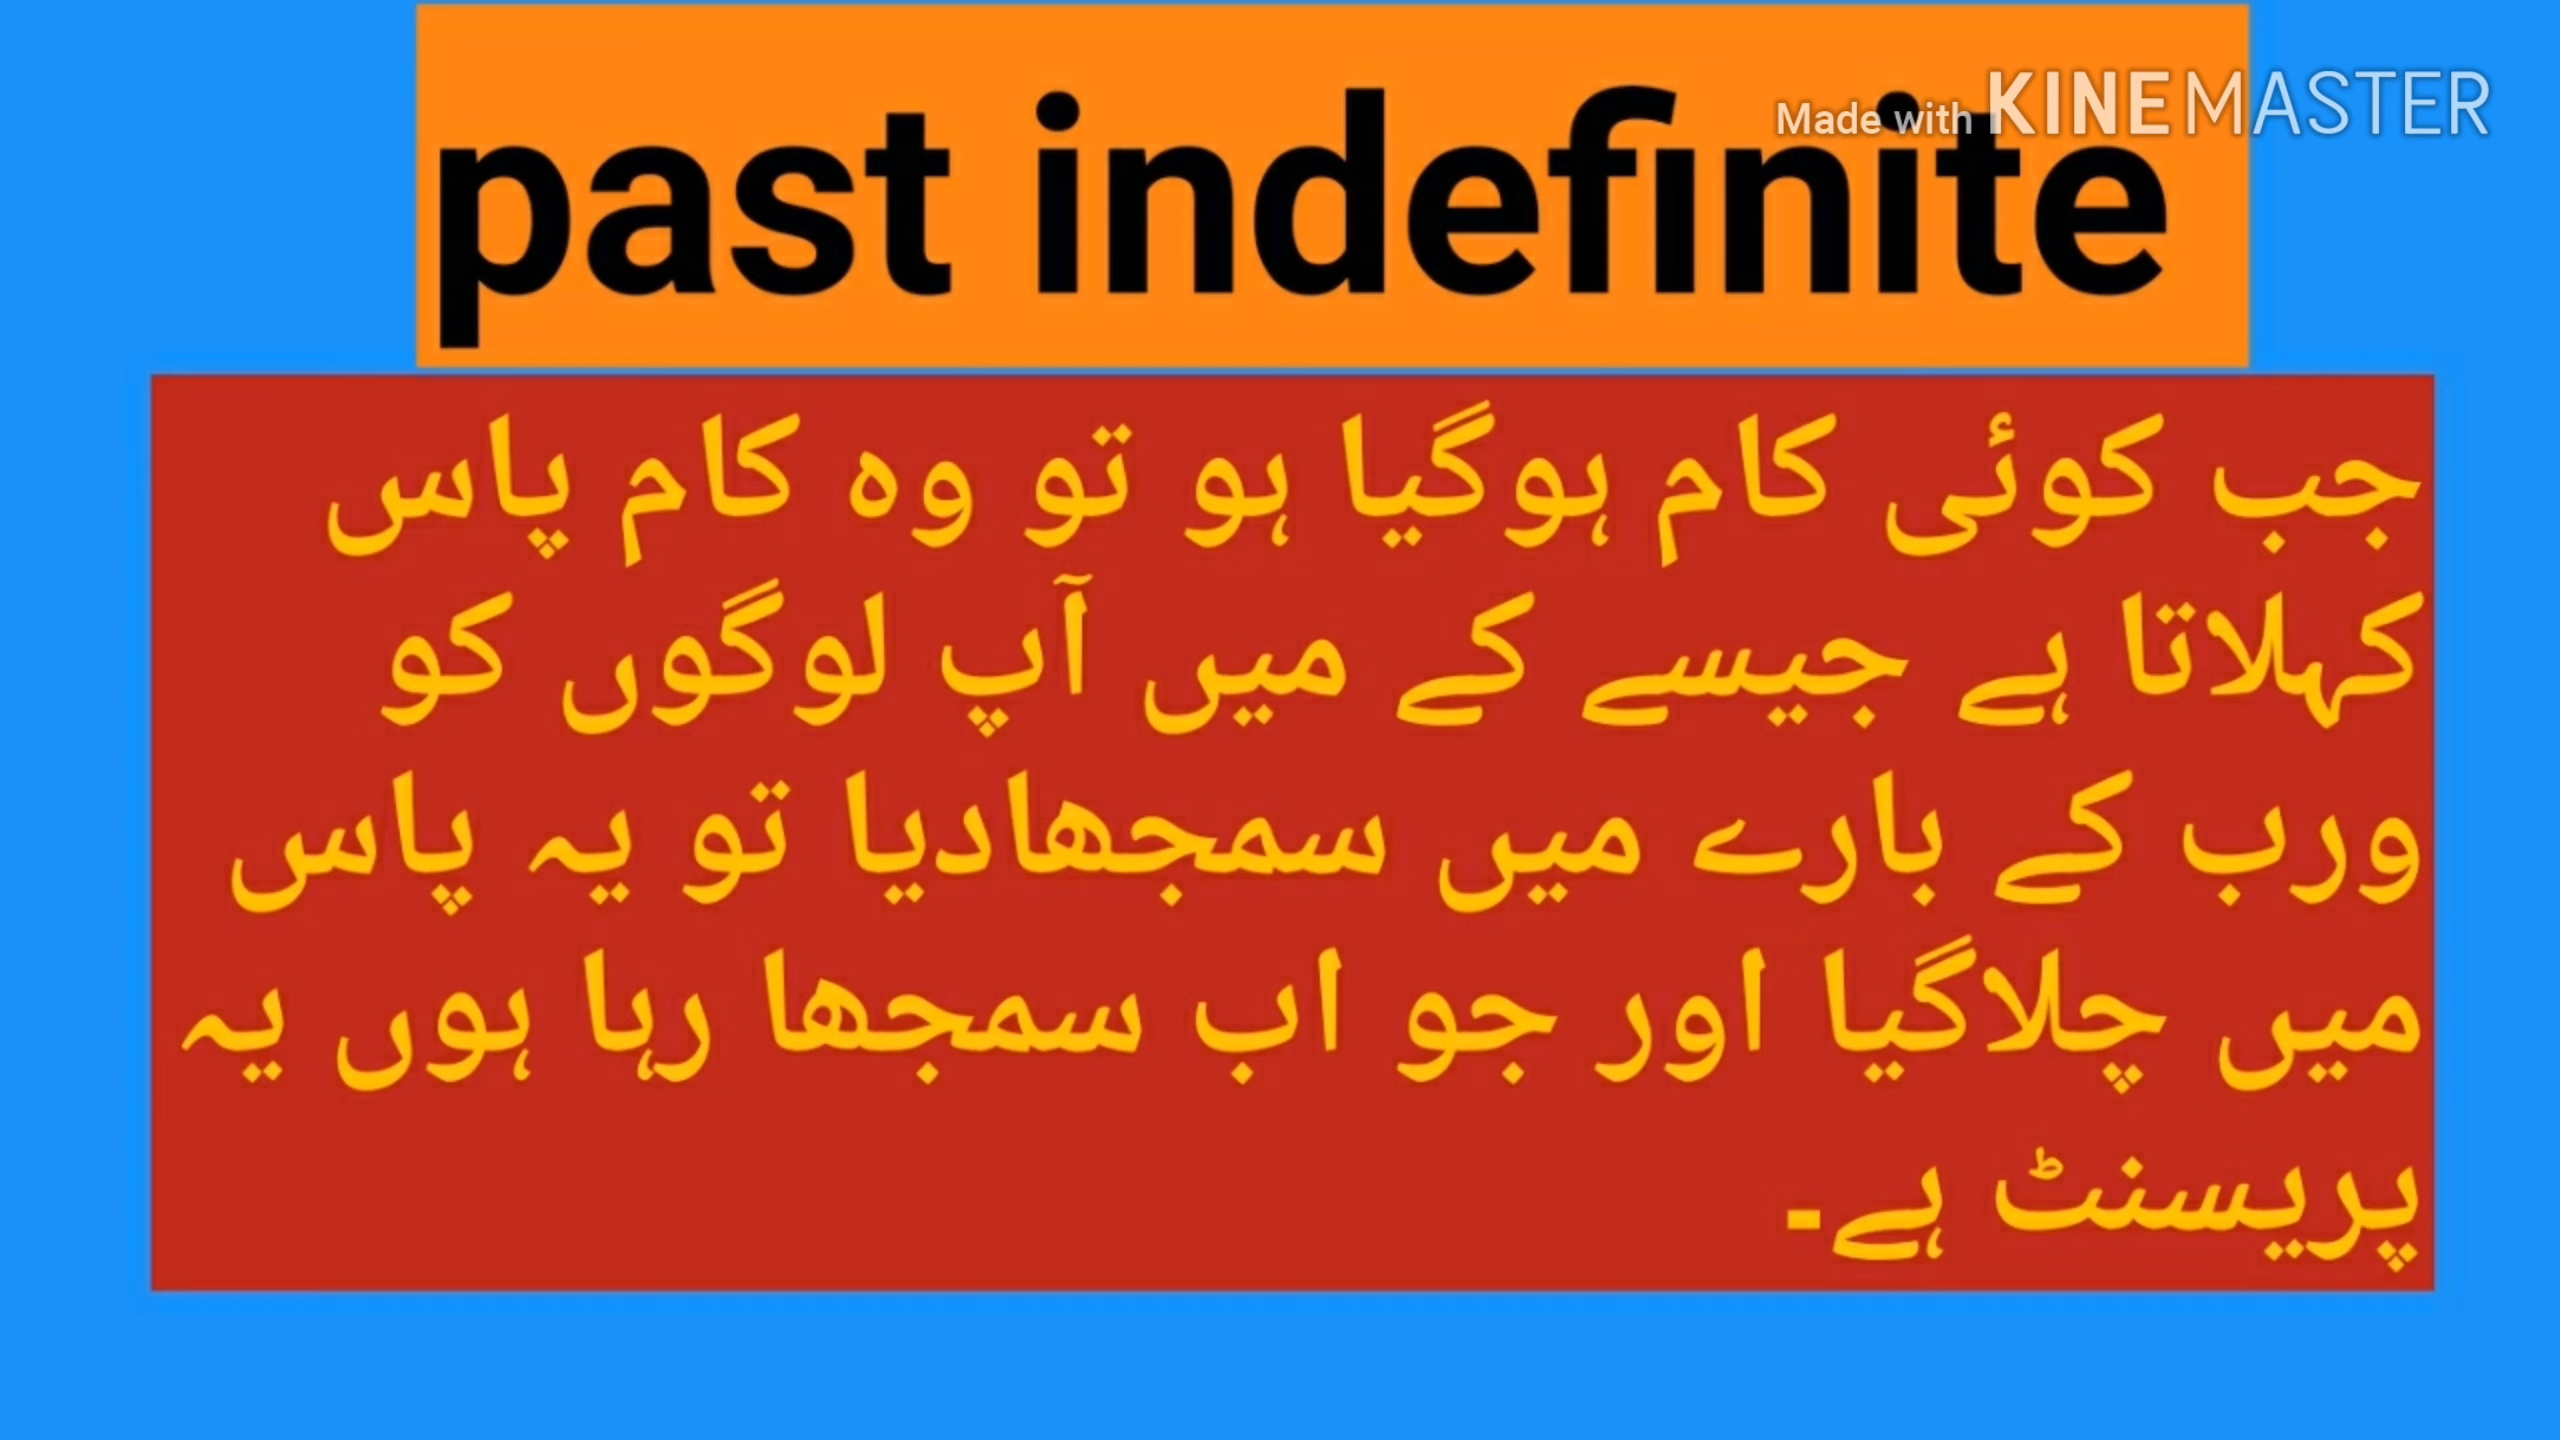 past indefinite
Made with KINEMASTER
جب کوئی کام ہوگیا ہو تو وہ کام پاس
کہلاتا ہے جیسے کے میں آپ لوگوں کو
ورب کے بارے میں سمجھادیا تو یہ پاس
میں چلاگیا اور جو اب سمجھا رہا ہوں یہ
پریسنٹ ہے۔